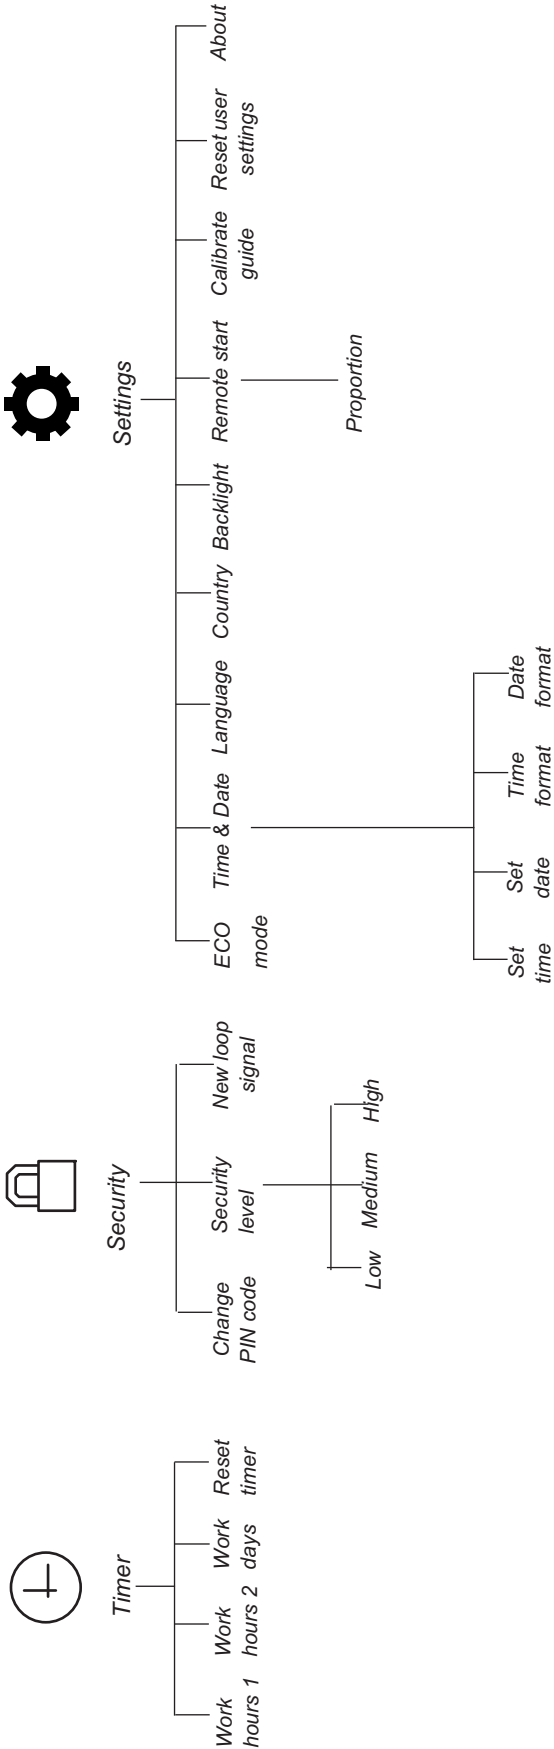 Timer
Work
hours 1
Work
hours 2
Work
days
Reset
timer
Security
Change
PIN code
Security
level
Low
Medium
High
New loop
signal
Settings
ECO
mode
Time & Date
Set
time
Set
date
Time
format
Date
format
Language
Country
Backlight
Remote start
Proportion
Calibrate
guide
Reset user
settings
About